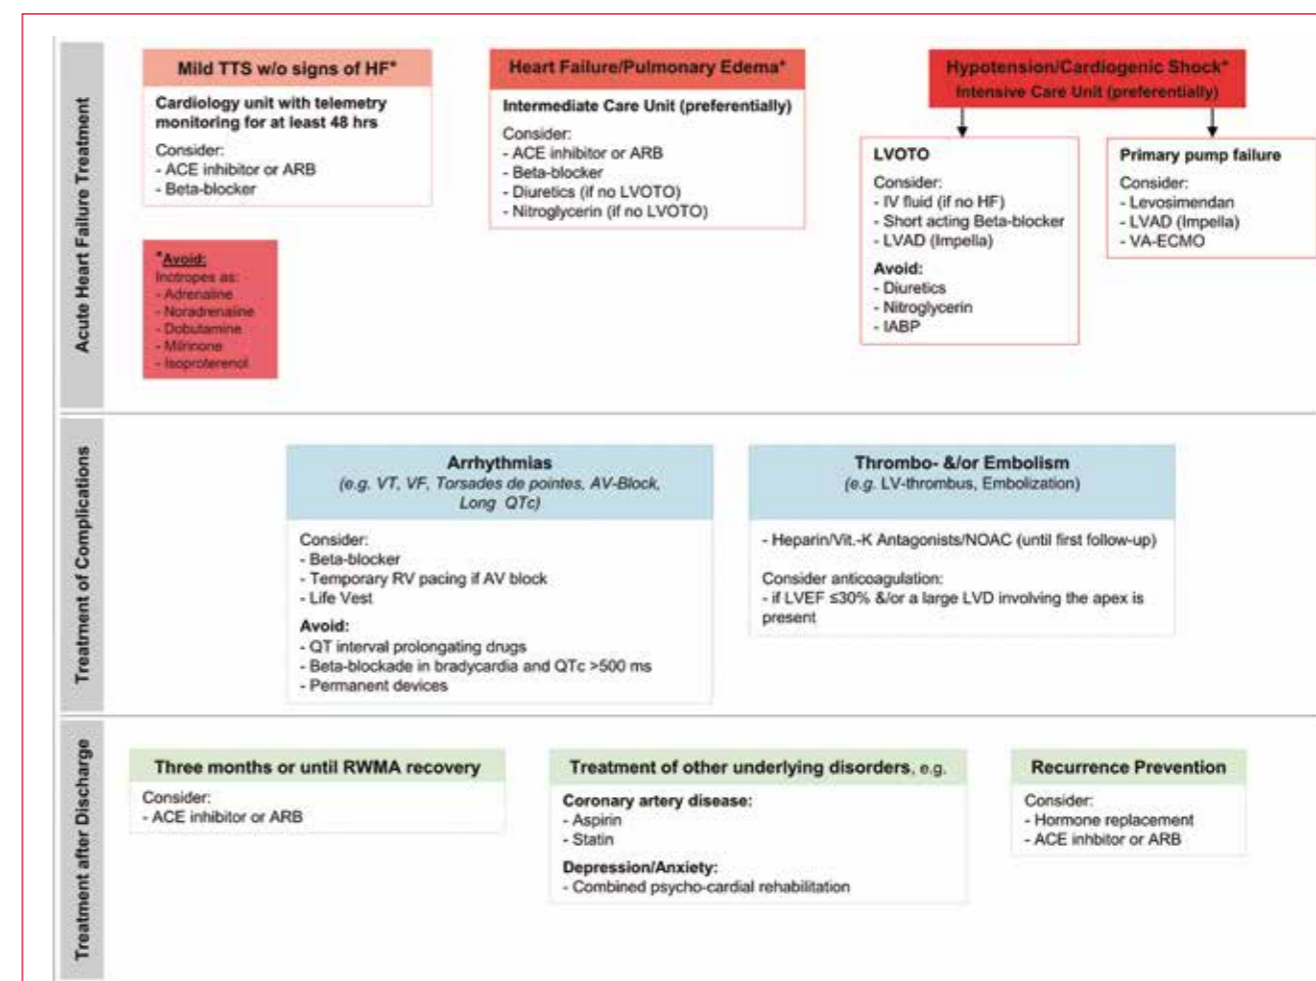 Acute Heart Failure Treatment
Mild TTS w/o signs of HF*
Cardiology unit with telemetry
monitoring for at least 48 hrs
Consider:
- ACE inhibitor or ARB
- Beta-blocker
*Avoid:
Inotropes as:
- Adrenaline
- Noradrenaline
- Dobutamine
- Milrinone
- Isoproterenol
Heart Failure/Pulmonary Edema*
Intermediate Care Unit (preferentially)
Consider:
- ACE inhibitor or ARB
- Beta-blocker
- Diuretics (if no LVOTO)
- Nitroglycerin (if no LVOTO)
Hypotension/Cardiogenic Shock*
Intensive Care Unit (preferentially)
LVOTO
Consider:
- IV fluid (if no HF)
- Short acting Beta-blocker
- LVAD (Impella)
Avoid:
- Diuretics
- Nitroglycerin
- IABP
Primary pump failure
Consider:
- Levosimendan
- LVAD (Impella)
- VA-ECMO
Treatment of Complications
Arrhythmias
(e.g. VT, VF, Torsades de pointes, AV-Block,
Long QTc)
Consider:
- Beta-blocker
- Temporary RV pacing if AV block
- Life Vest
Avoid:
- QT interval prolongating drugs
- Beta-blockade in bradycardia and QTc >500 ms
- Permanent devices
Thrombo- &/or Embolism
(e.g. LV-thrombus, Embolization)
- Heparin/Vit.-K Antagonists/NOAC (until first follow-up)
Consider anticoagulation:
- if LVEF ≤30% &/or a large LVD involving the apex is
present
Treatment after Discharge
Three months or until RWMA recovery
Consider:
- ACE inhibitor or ARB
Treatment of other underlying disorders, e.g.
Coronary artery disease:
- Aspirin
- Statin
Depression/Anxiety:
- Combined psycho-cardial rehabilitation
Recurrence Prevention
Consider:
- Hormone replacement
- ACE inhbitor or ARB